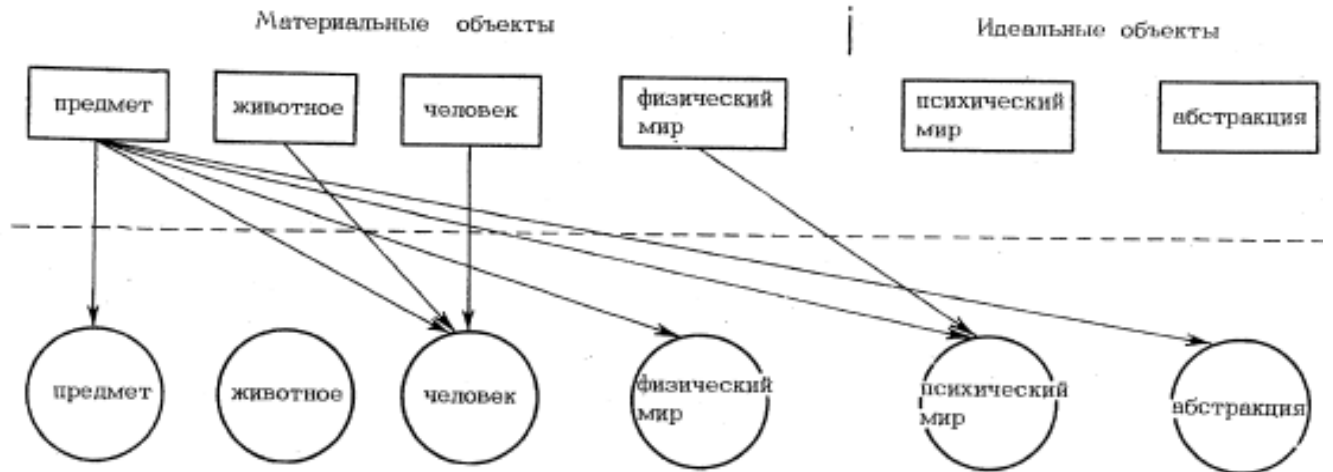 Материальные объекты
Идеальные объекты
предмет
животное
человек
физический
мир
психический
мир
абстракция
предмет
животное
человек
физический
мир
психический
мир
абстракция